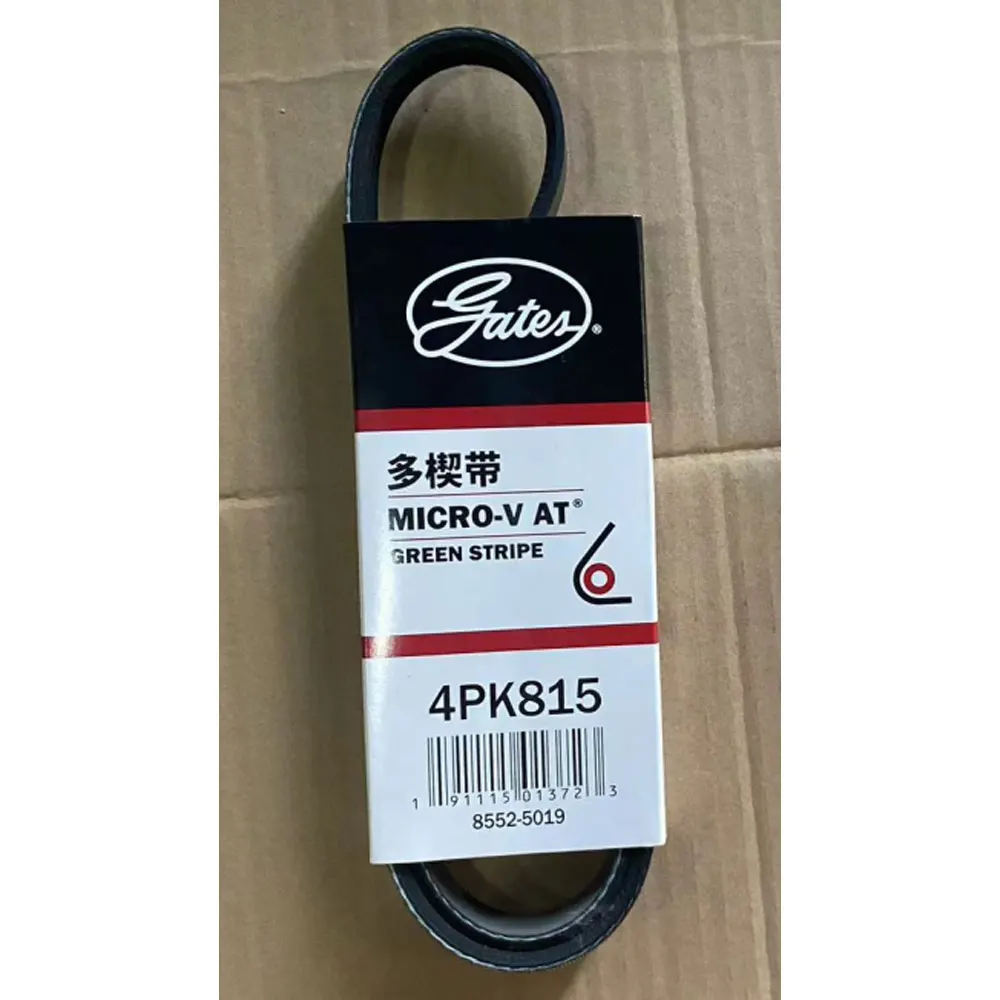 Gates®
多楔带
MICRO-V AT®
GREEN STRIPE
4PK815
1 91115 01372 3
8552-5019